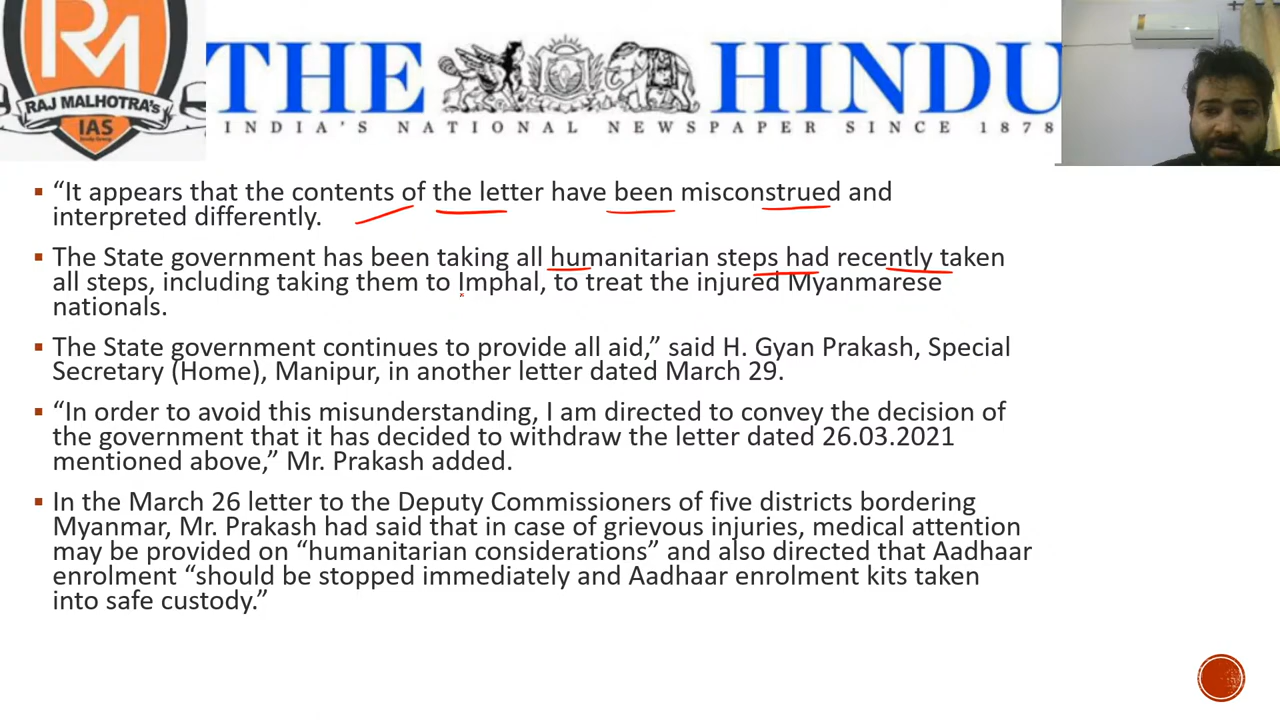 RM
RAJ MALHOTRA's
IAS
THE HINDU
INDIA'S NATIONAL NEWSPAPER SINCE 1878
“It appears that the contents of the letter have been misconstrued and
interpreted differently.
The State government has been taking all humanitarian steps had recently taken
all steps, including taking them to Imphal, to treat the injured Myanmarese
nationals.
The State government continues to provide all aid,” said H. Gyan Prakash, Special
Secretary (Home), Manipur, in another letter dated March 29.
“In order to avoid this misunderstanding, I am directed to convey the decision of
the government that it has decided to withdraw the letter dated 26.03.2021
mentioned above,” Mr. Prakash added.
In the March 26 letter to the Deputy Commissioners of five districts bordering
Myanmar, Mr. Prakash had said that in case of grievous injuries, medical attention
may be provided on “humanitarian considerations” and also directed that Aadhaar
enrolment “should be stopped immediately and Aadhaar enrolment kits taken
into safe custody.”